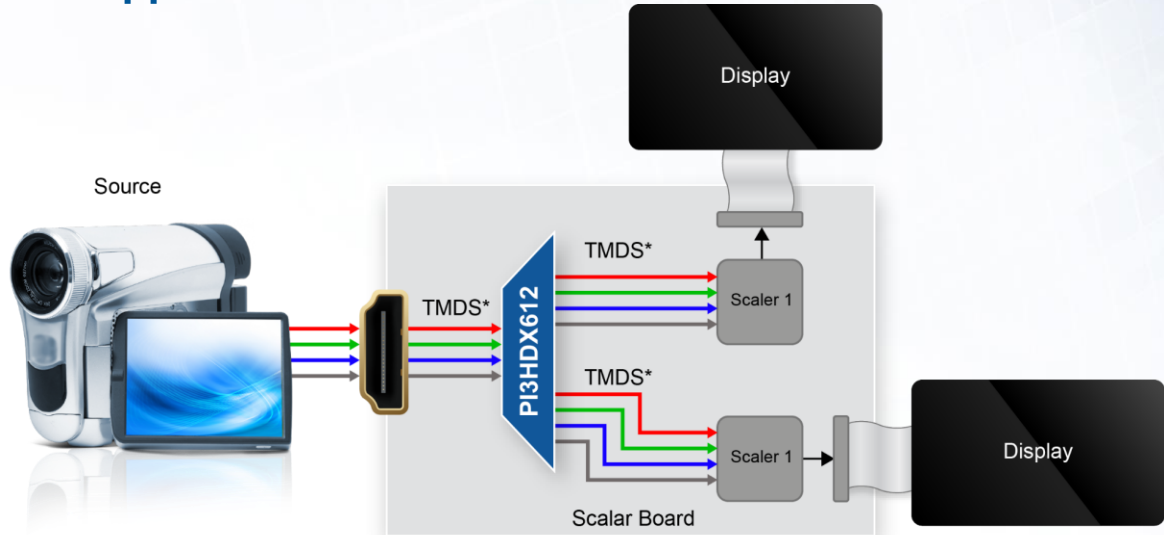 Display
Source
TMDS*
TMDS*
Scaler 1
PI3HDX612
TMDS*
Scaler 1
Display
Scalar Board